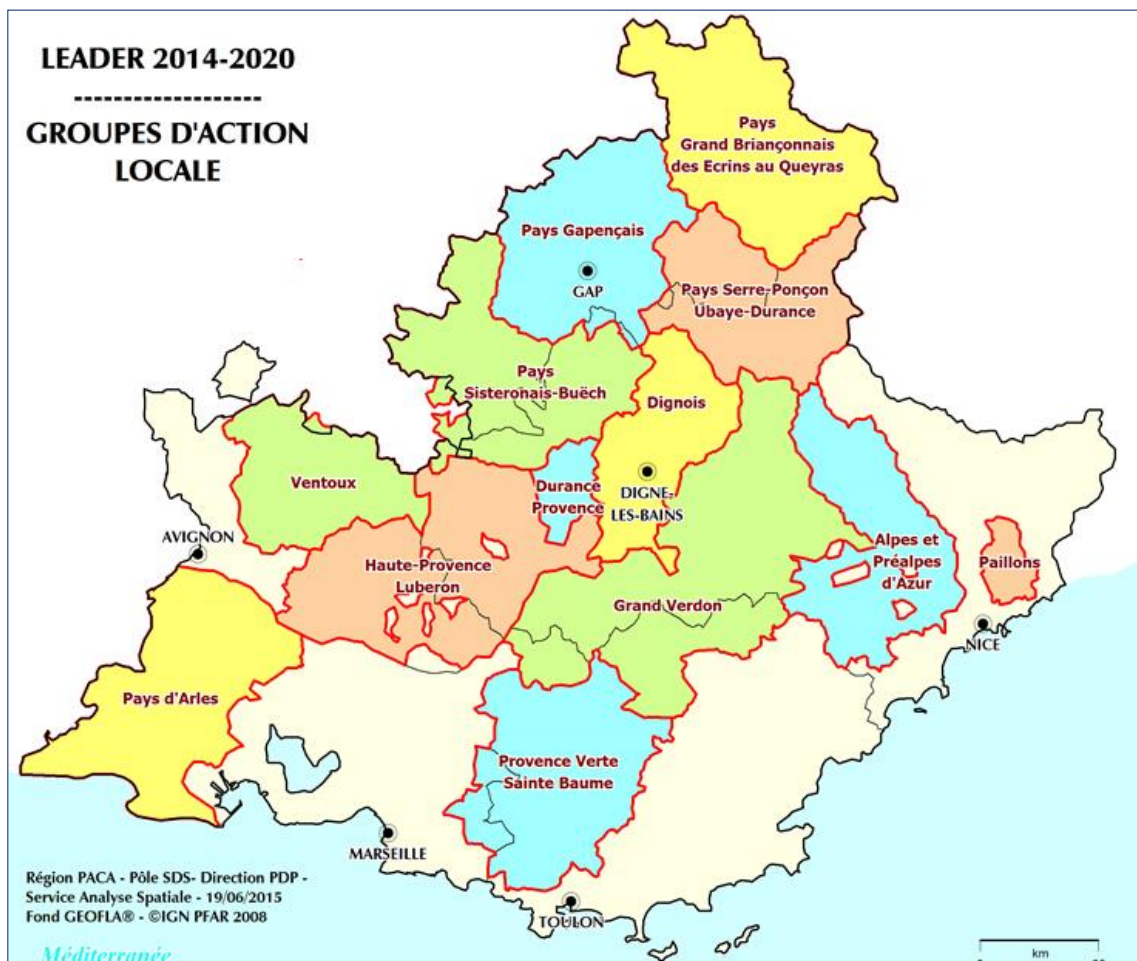 LEADER 2014-2020
-------------------
GROUPES D'ACTION
LOCALE
Pays
Grand Briançonnais
des Ecrins au Queyras
Pays Gapençais
GAP
Pays Serre-Ponçon
Ubaye-Durance
Pays
Sisteronais-Buëch
Dignois
Ventoux
Durance
Provence
DIGNE-
LES-BAINS
AVIGNON
Haute-Provence
Luberon
Alpes et
Préalpes
d'Azur
Paillons
Grand Verdon
NICE
Pays d'Arles
Provence Verte
Sainte Baume
MARSEILLE
TOULON
Région PACA - Pôle SDS- Direction PDP -
Service Analyse Spatiale - 19/06/2015
Fond GEOFLA® - ©IGN PFAR 2008
Méditerranée
km